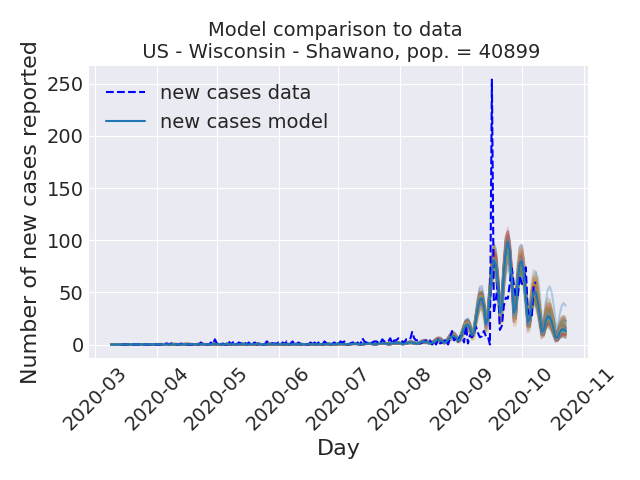 Model comparison to data
US - Wisconsin - Shawano, pop. = 40899
Number of new cases reported
250
200
150
100
50
0
new cases data
new cases model
2020-03
2020-04
2020-05
2020-06
2020-07
2020-08
2020-09
2020-10
2020-11
Day